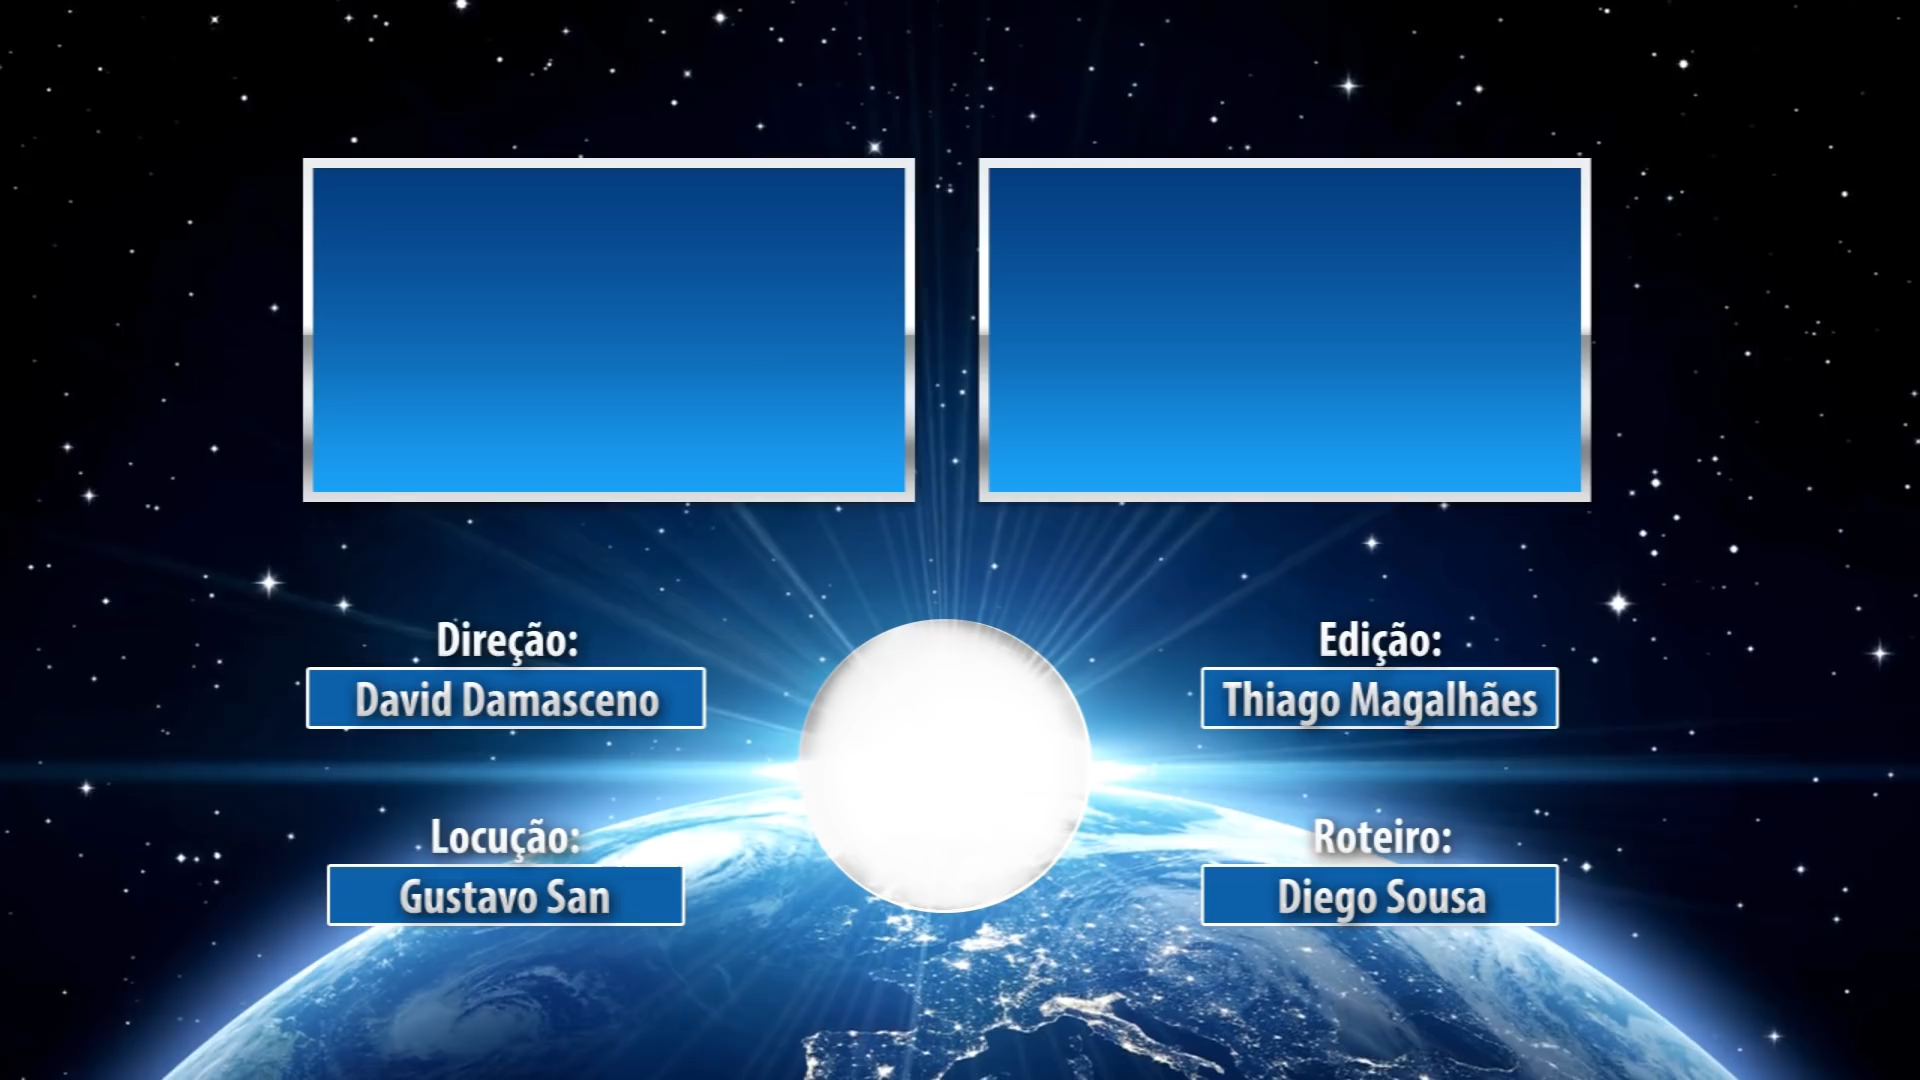 Direção:
David Damasceno
Locução:
Gustavo San
Edição:
Thiago Magalhães
Roteiro:
Diego Sousa